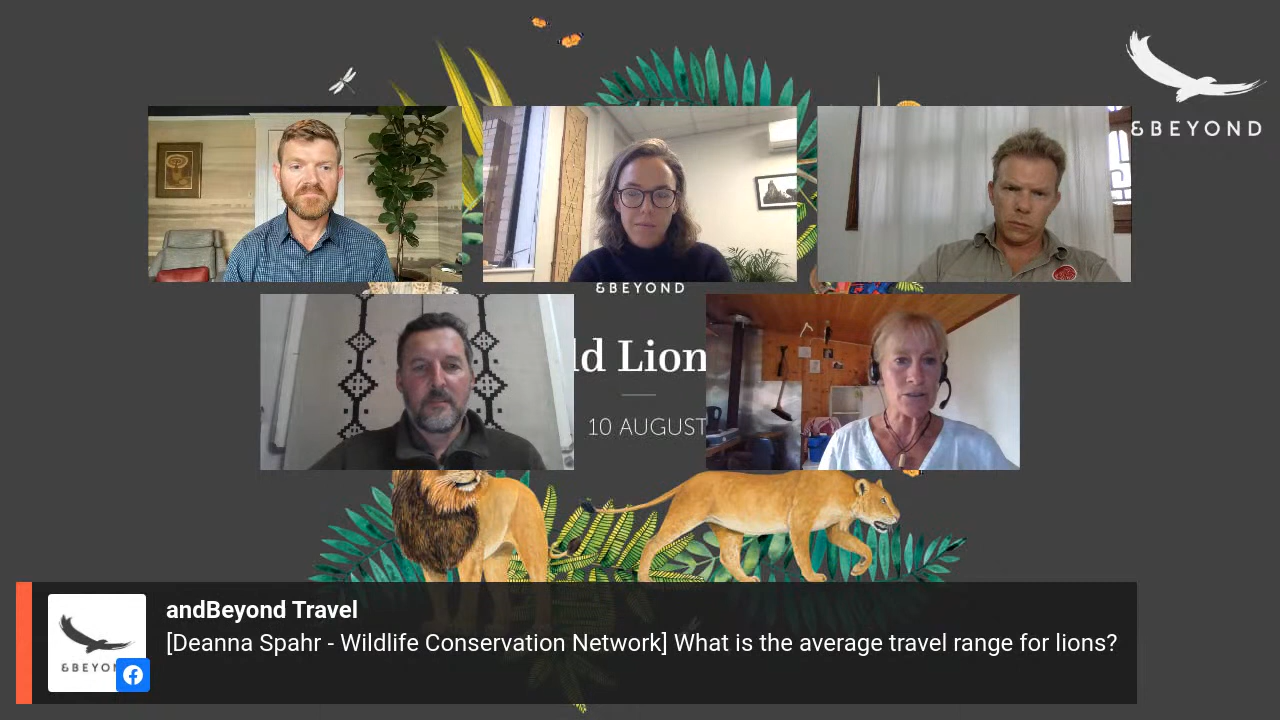 &BEYOND
&BEYOND
ld Lion
10 AUGUST
andBeyond Travel
[Deanna Spahr - Wildlife Conservation Network] What is the average travel range for lions?
&BEYON